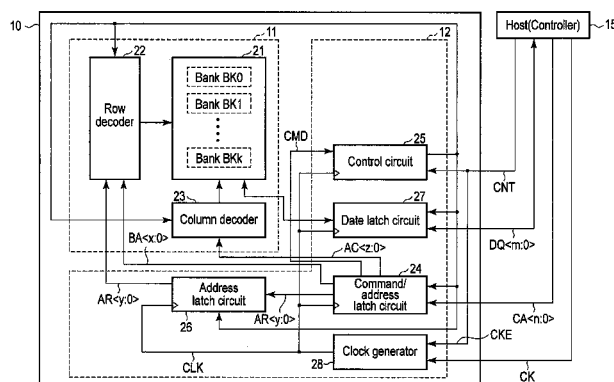 10
11
12
Host(Controller)
15
22
21
Row
decoder
Bank BK0
Bank BK1
Bank BKk
CMD
25
Control circuit
CNT
23
Column decoder
27
Date latch circuit
DQ<m:0>
BA<x:0>
AC<z:0>
24
Command/
address
latch circuit
Address
latch circuit
26
AR<y:0>
AR<y:0>
CA<n:0>
CKE
CLK
28
Clock generator
CK